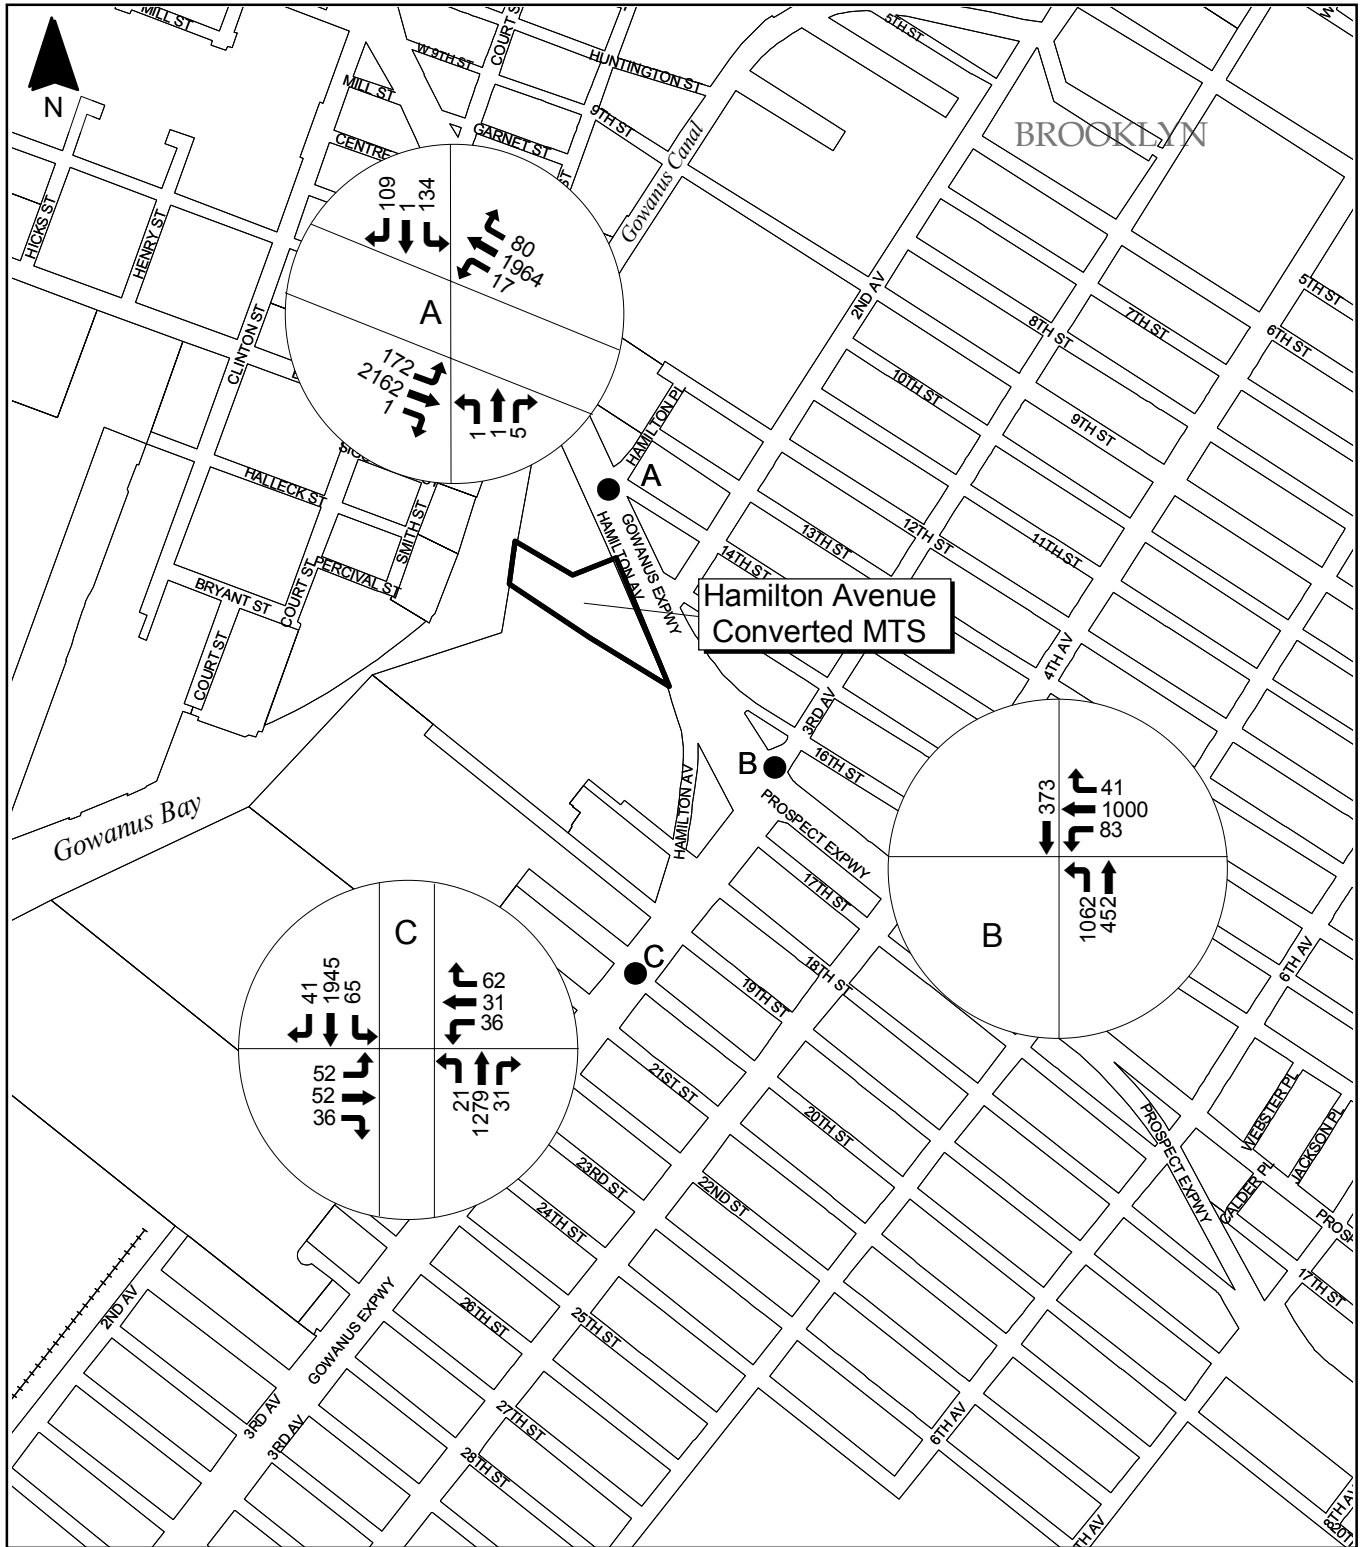 MILL ST
COURT S
W 9TH ST
HUNTINGTON ST
5TH ST
N
MILL ST
9TH ST
GARNET ST
CENTRE
Gowanus Canal
BROOKLYN
HICKS ST
HENRY ST
CLINTON ST
109
1
134
80
1964
17
A
172
2162
1
1
1
5
2ND AV
5TH ST
6TH ST
7TH ST
8TH ST
9TH ST
10TH ST
11TH ST
12TH ST
13TH ST
14TH ST
HAMILTON PL
A
HAMILTON AV
GOWANUS EXPWY
HALLECK ST
SMITH ST
PERCIVAL ST
BRYANT ST
COURT ST
COURT ST
Hamilton Avenue
Converted MTS
4TH AV
3RD AV
B
16TH ST
PROSPECT EXPWY
HAMILTON AV
Gowanus Bay
373
41
1000
83
1062
452
B
17TH ST
18TH ST
19TH ST
C
C
41
1945
65
62
31
36
52
52
36
21
1279
31
6TH AV
21ST ST
20TH ST
22ND ST
23RD ST
24TH ST
WEBSTER PL
JACKSON PL
CALDER PL
PROSPECT EXPWY
PROS
17TH ST
2ND AV
GOWANUS EXPWY
26TH ST
25TH ST
3RD AV
3RD AV
27TH ST
28TH ST
6TH AV
TH AV
8TH AV
20T